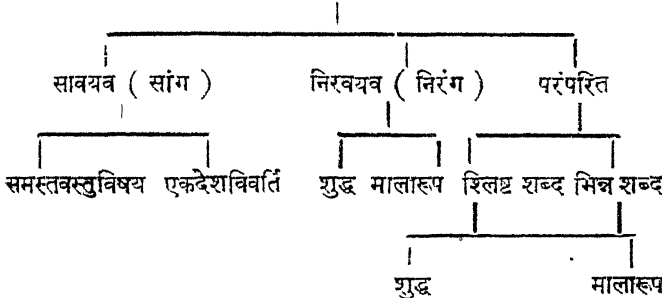 सावयव ( सांग ) निरवयव ( निरंग ) परंपरित
समस्तवस्तुविषय एकदेशविवर्ति शुद्ध मालारूप श्लिष्ट शब्द भिन्न शब्द
शुद्ध मालारूप